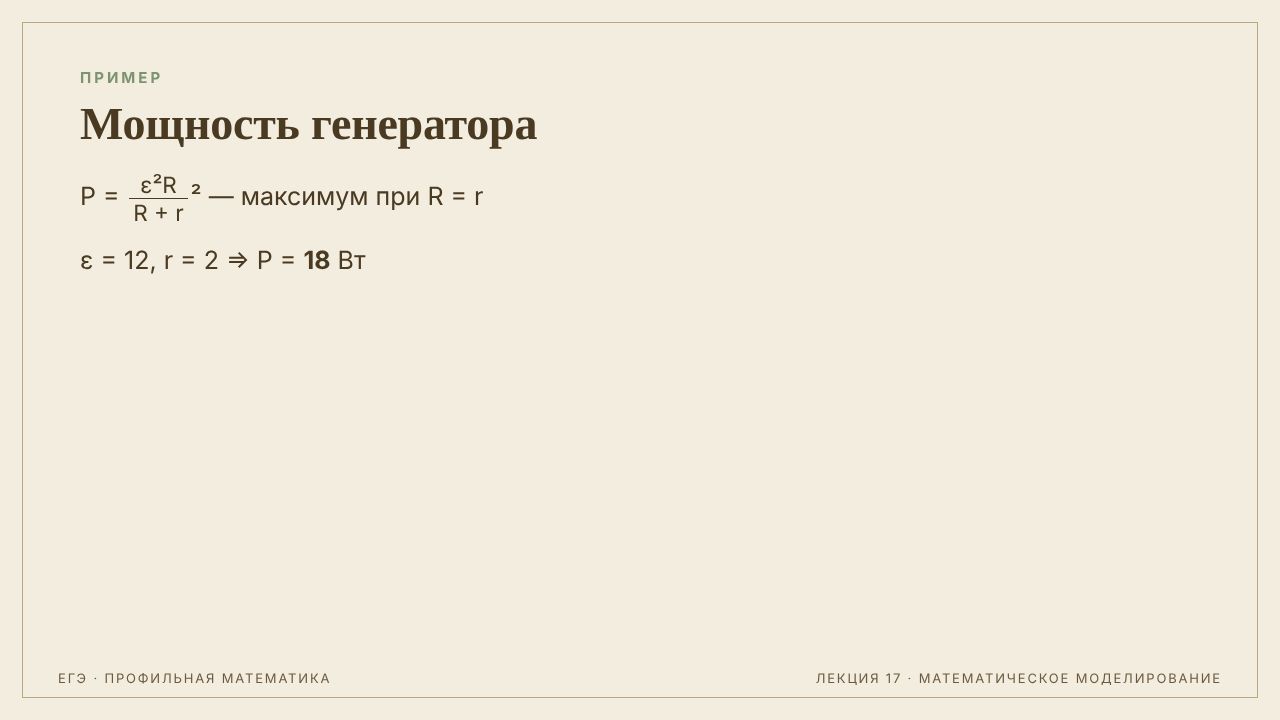 ПРИМЕР
Мощность генератора
P = ε²R / R + r ² — максимум при R = r
ε = 12, r = 2 ⇒ P = 18 Вт
ЕГЭ · ПРОФИЛЬНАЯ МАТЕМАТИКА
ЛЕКЦИЯ 17 · МАТЕМАТИЧЕСКОЕ МОДЕЛИРОВАНИЕ